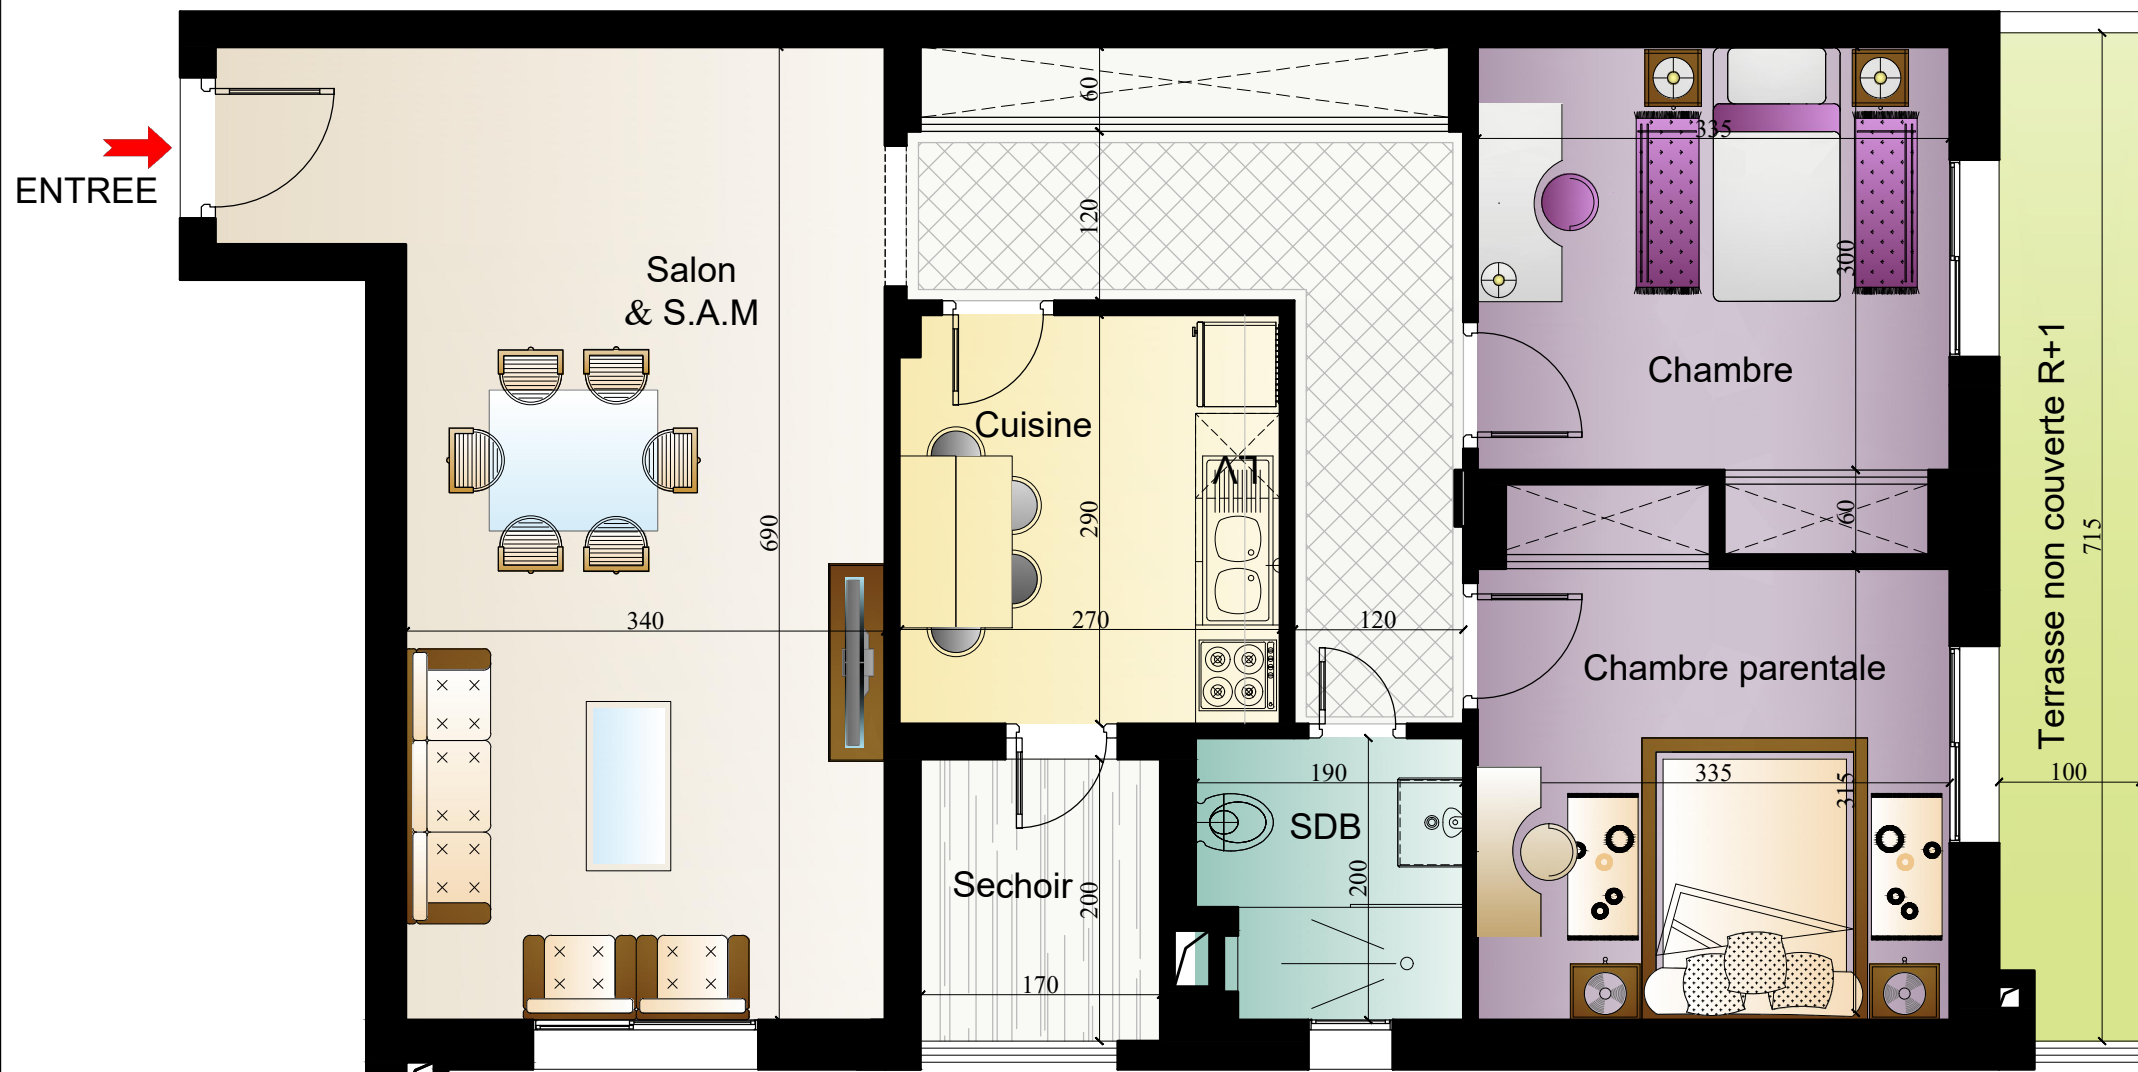 ENTREE
Salon
& S.A.M
690
340
60
120
Cuisine
LV
290
270
120
Sechoir
200
170
SDB
190
200
335
300
Chambre
60
Chambre parentale
335
315
Terrasse non couverte R+1
715
100